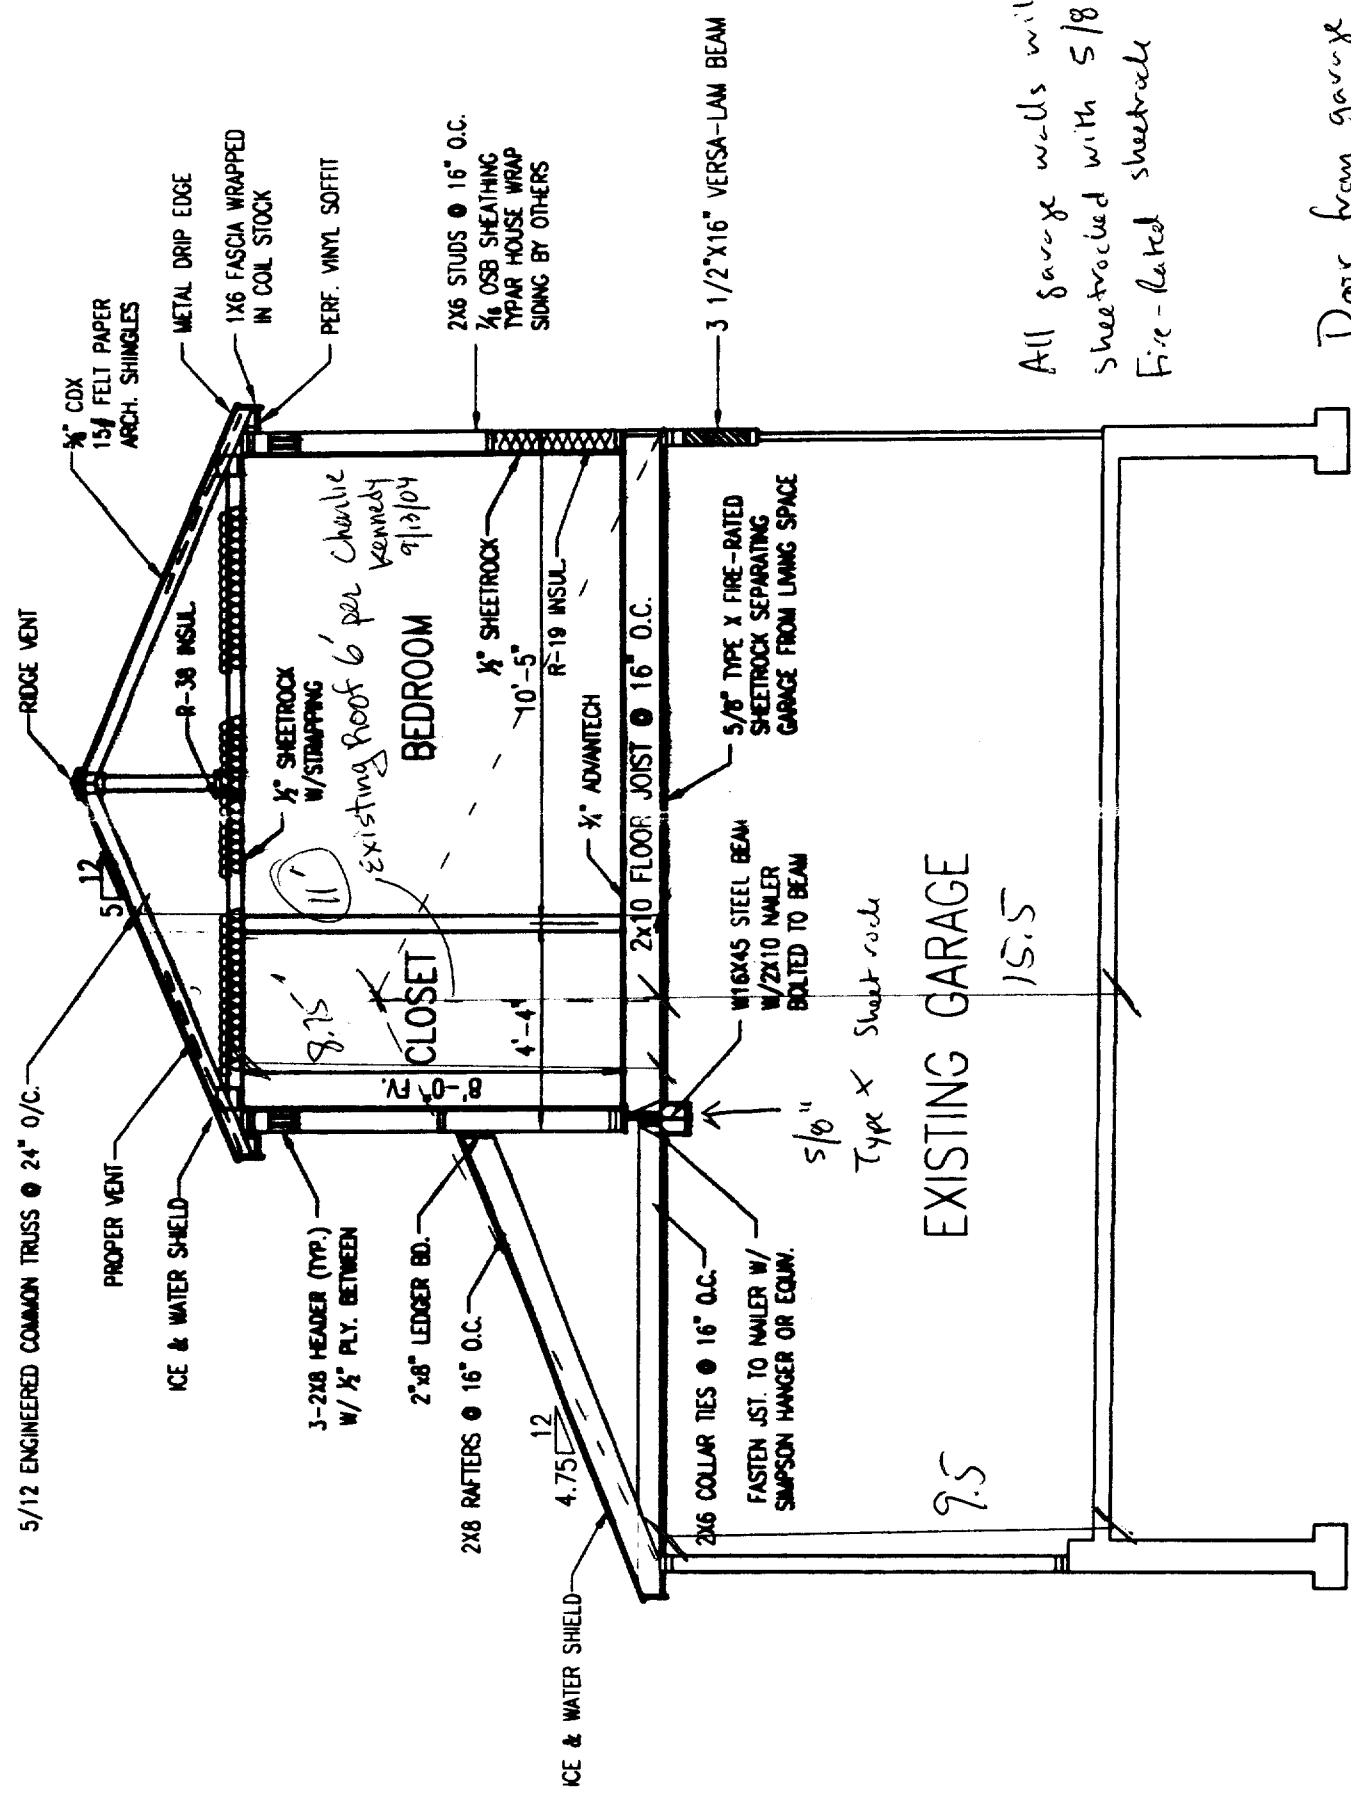 5/12 ENGINEERED COMMON TRUSS @ 24" O/C.
RIDGE VENT
5/8" CDX
15# FELT PAPER
ARCH. SHINGLES
METAL DRIP EDGE
1X6 FASCIA WRAPPED
IN COIL STOCK
PERF. VINYL SOFFIT
PROPER VENT
ICE & WATER SHIELD
12
5
R-38 INSUL.
1/2" SHEETROCK
W/STRAPPING
11'
Existing Roof 6' per Charlie
Kennedy
9/13/04
8.75'
3-2X8 HEADER (TYP.)
W/ 1/2" PLY. BETWEEN
8'-0" F.V.
CLOSET
BEDROOM
2X6 STUDS @ 16" O.C.
7/16 OSB SHEATHING
TYPAR HOUSE WRAP
SIDING BY OTHERS
2"x8" LEDGER BD.
2X8 RAFTERS @ 16" O.C.
4'-4"
1/2" SHEETROCK
10'-5"
R-19 INSUL.
12
4.75
ICE & WATER SHIELD
3/4" ADVANTECH
2x10 FLOOR JOIST @ 16" O.C.
2X6 COLLAR TIES @ 16" O.C.
FASTEN JST. TO NAILER W/
SIMPSON HANGER OR EQUIV.
W16X45 STEEL BEAM
W/2X10 NAILER
BOLTED TO BEAM
5/8" TYPE X FIRE-RATED
SHEETROCK SEPARATING
GARAGE FROM LIVING SPACE
3 1/2"X16" VERSA-LAM BEAM
5/8"
Type X Sheetrock
EXISTING GARAGE
9.5
15.5
All garage walls wil
sheetrocked with 5/8
Fire-Rated sheetrock
Door from garage